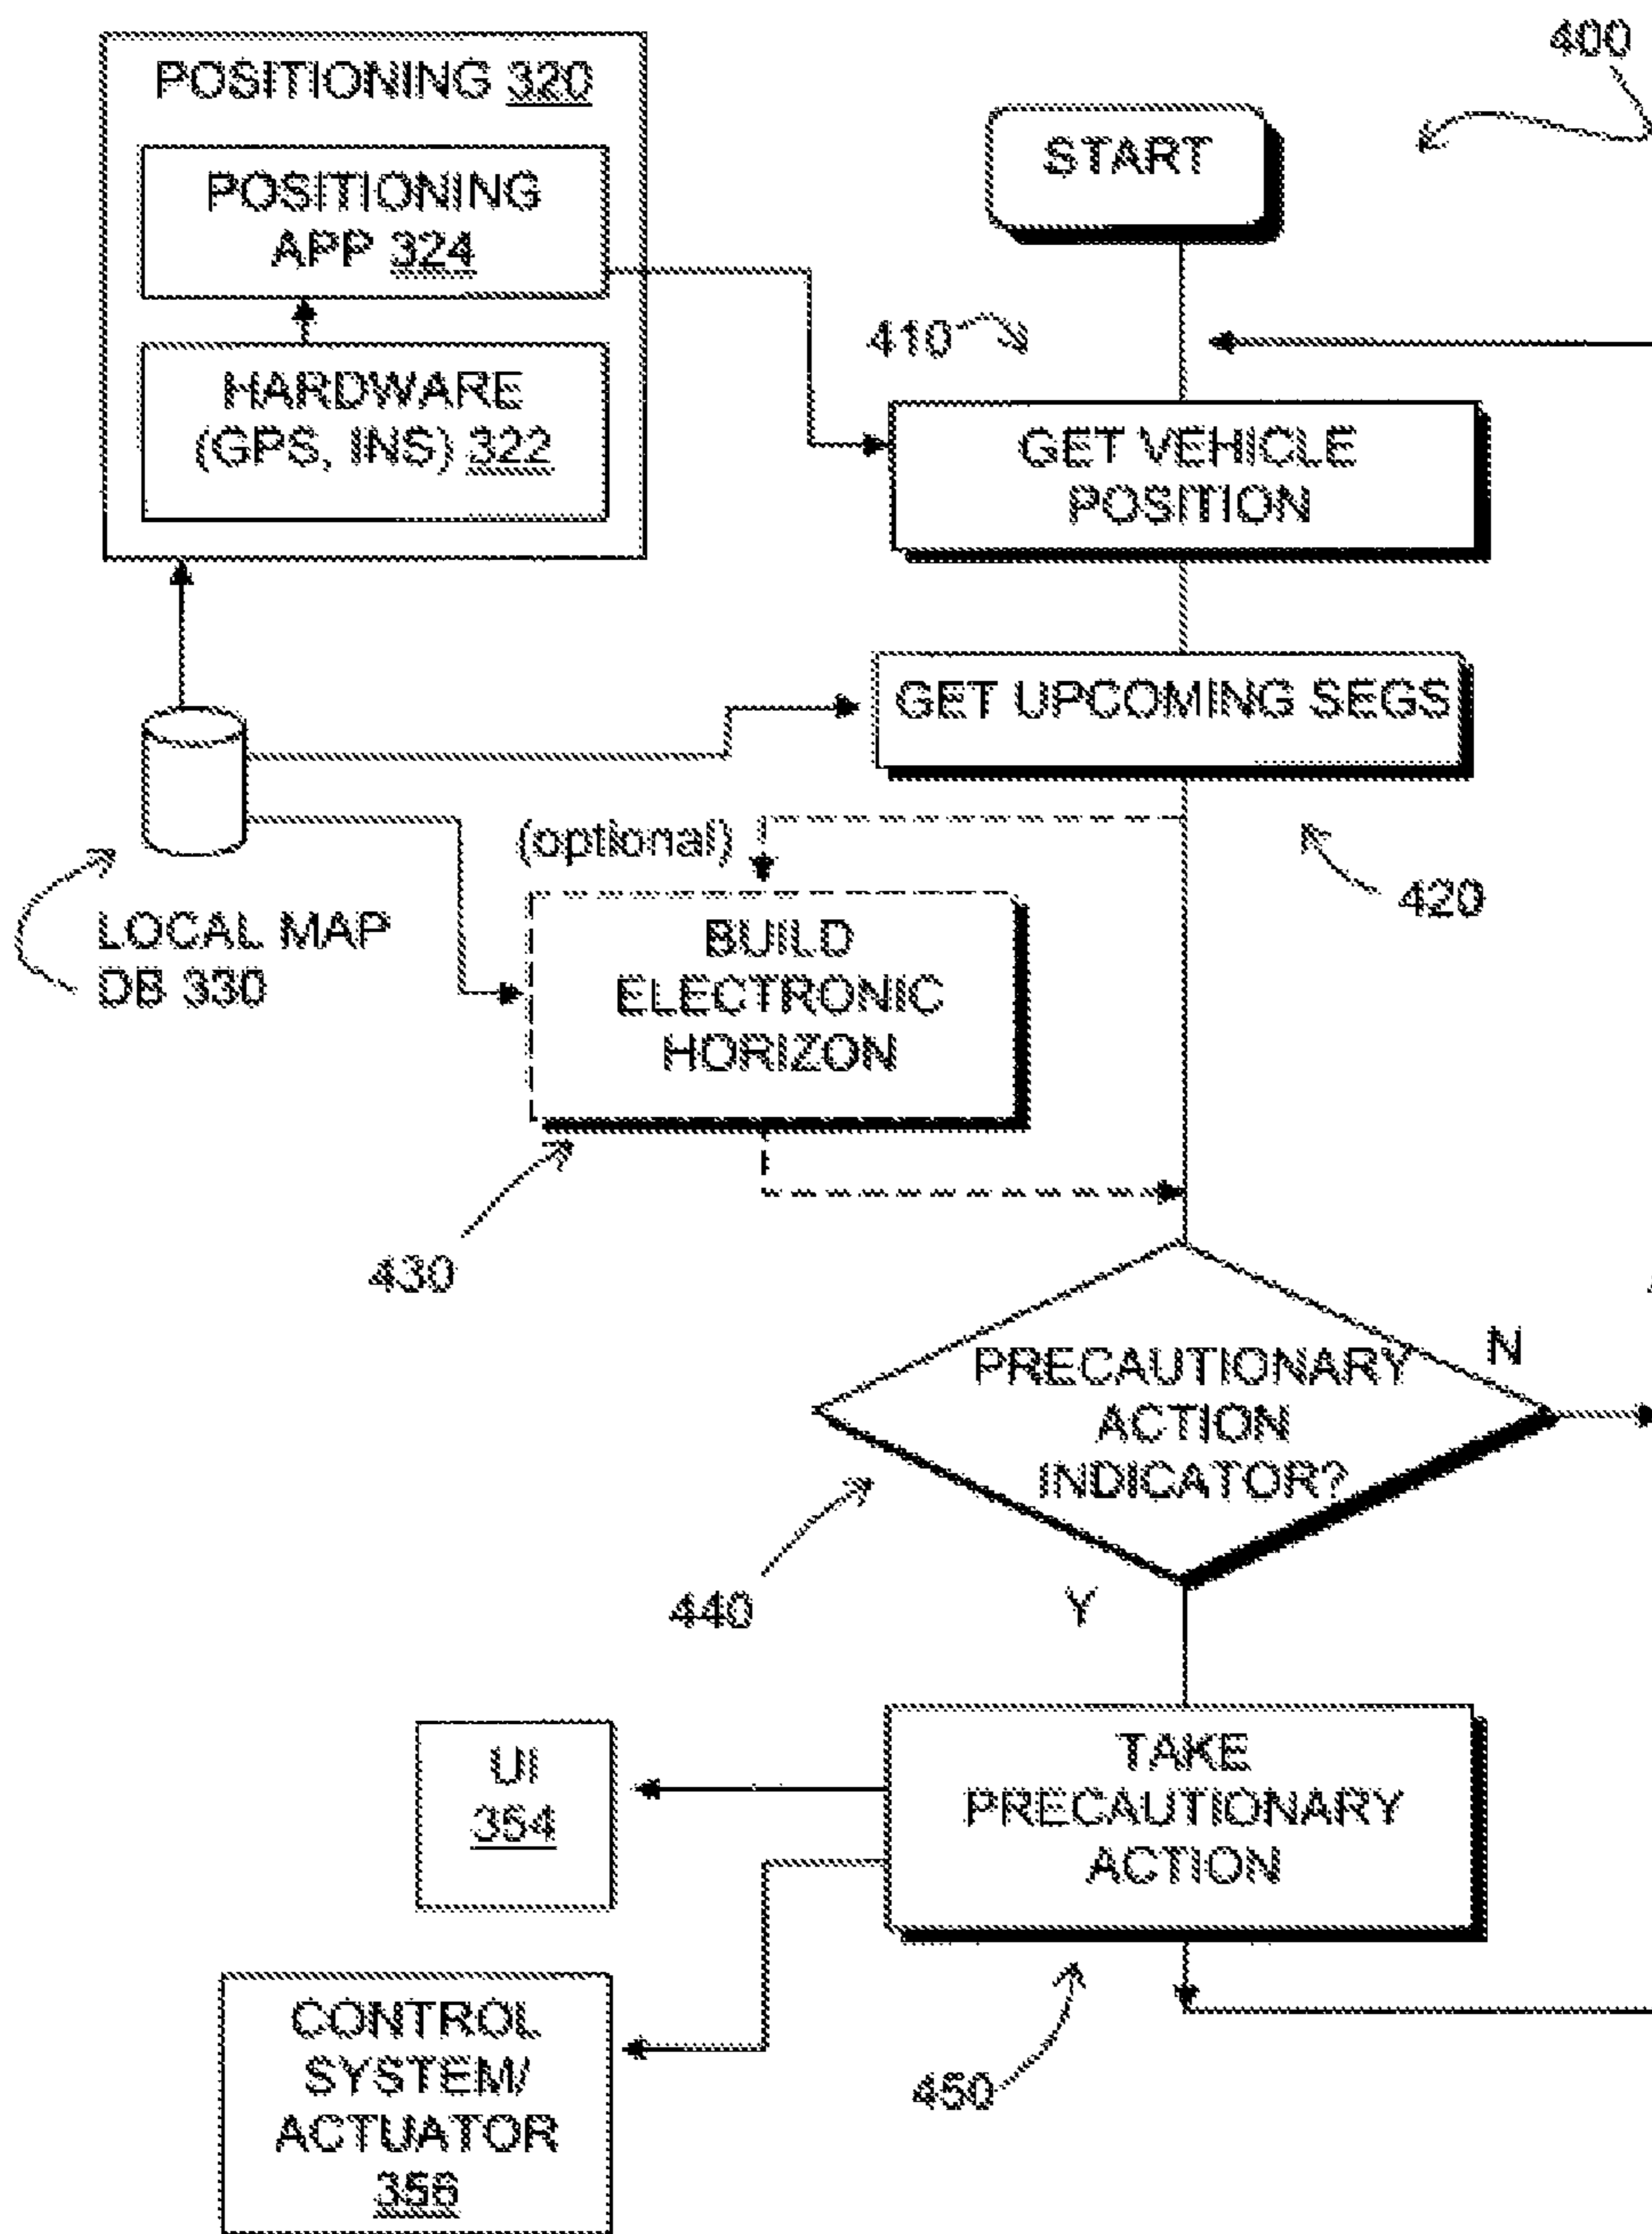 400
POSITIONING 320
START
POSITIONING
APP 324
410
HARDWARE
(GPS, INS) 322
GET VEHICLE
POSITION
GET UPCOMING SEGS
(optional)
420
LOCAL MAP
DB 330
BUILD
ELECTRONIC
HORIZON
430
N
PRECAUTIONARY
ACTION
INDICATOR?
440
Y
UI
354
TAKE
PRECAUTIONARY
ACTION
CONTROL
SYSTEM/
ACTUATOR
356
450